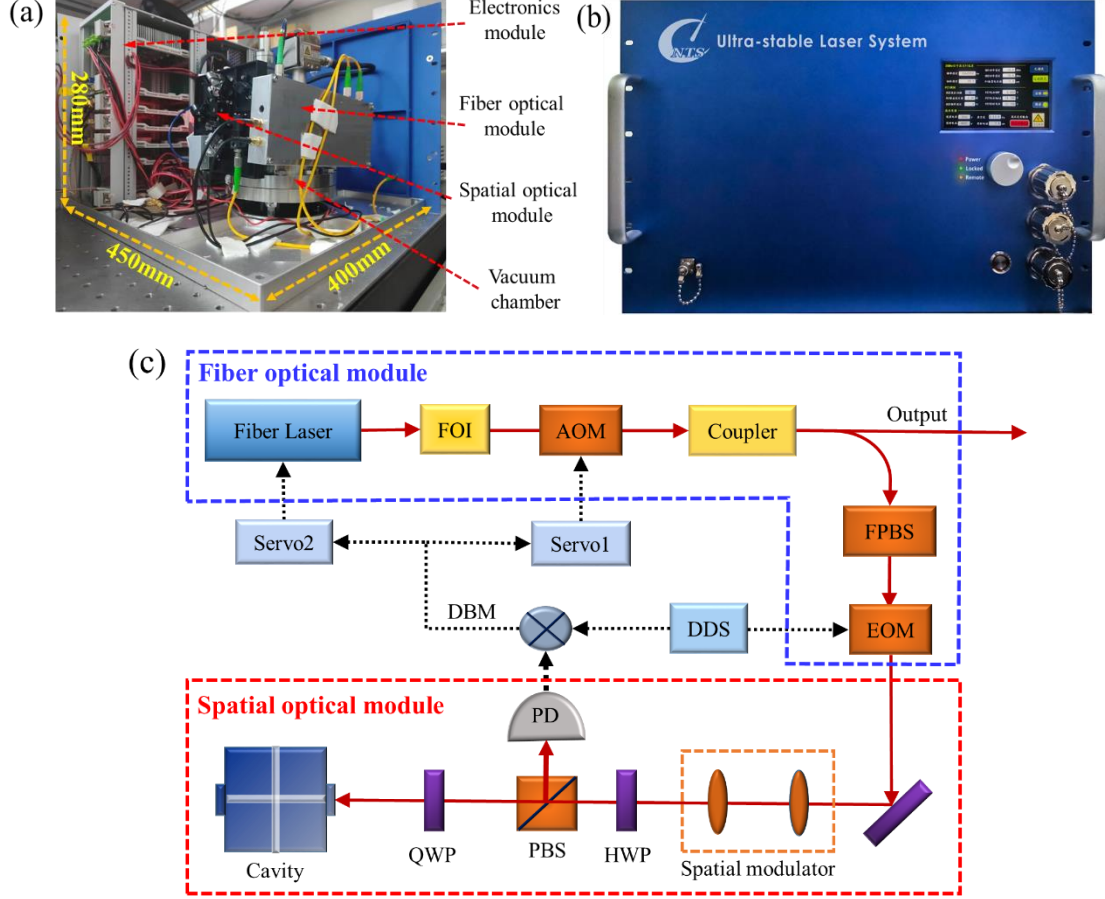 (a)
Electronics
module
Fiber optical
module
Spatial optical
module
Vacuum
chamber
280mm
450mm
400mm
(b)
N.T.S
Ultra-stable Laser System
Power
Locked
Remote
(c)
Fiber optical module
Fiber Laser
FOI
AOM
Coupler
Output
Servo2
Servo1
FPBS
DBM
DDS
EOM
Spatial optical module
PD
Cavity
QWP
PBS
HWP
Spatial modulator